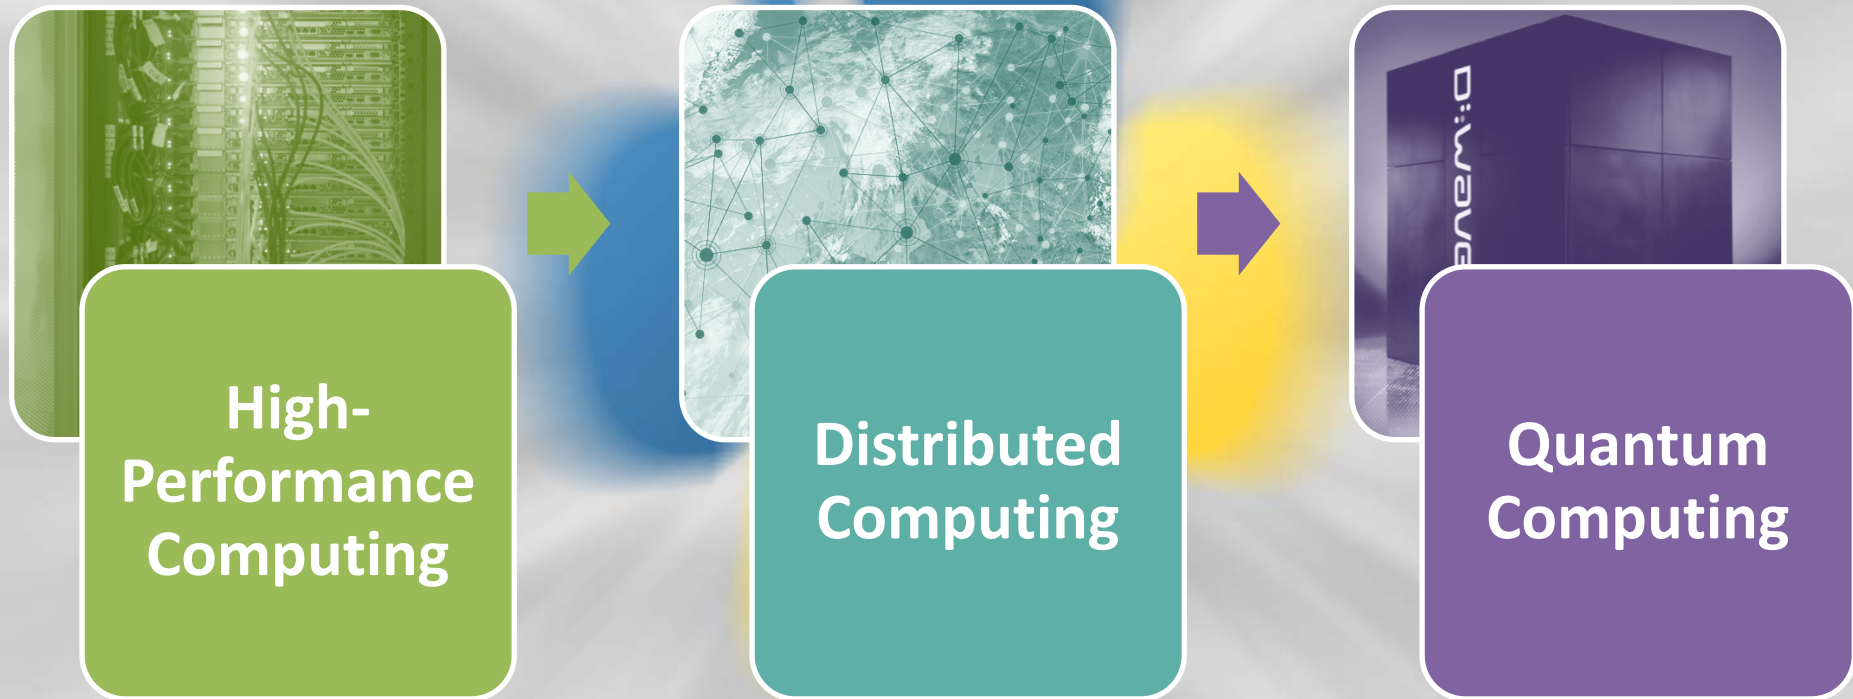 D:wave
High-
Performance
Computing
Distributed
Computing
Quantum
Computing